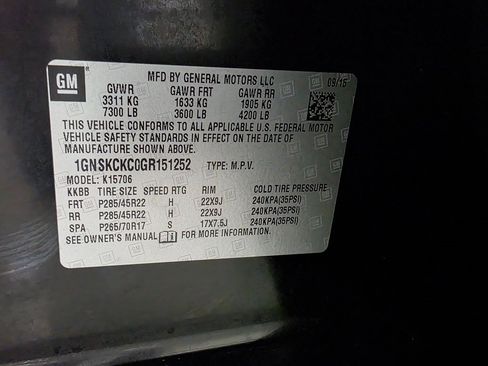 GM ® MFD BY GENERAL MOTORS LLC 09/15
GVWR GAWR FRT GAWR RR
3311 KG 1633 KG 1905 KG
7300 LB 3600 LB 4200 LB
THIS VEHICLE CONFORMS TO ALL APPLICABLE U.S. FEDERAL MOTOR
VEHICLE SAFETY STANDARDS IN EFFECT ON THE DATE OF
MANUFACTURE SHOWN ABOVE.
1GNSKCKC0GR151252 TYPE: M.P.V.
MODEL: K15706
KKBB TIRE SIZE SPEED RTG RIM COLD TIRE PRESSURE
FRT P285/45R22 H 22X9J 240KPA(35PSI)
RR P285/45R22 H 22X9J 240KPA(35PSI)
SPA P265/70R17 S 17X7.5J 240KPA(35PSI)
SEE OWNER'S MANUAL FOR MORE INFORMATION.